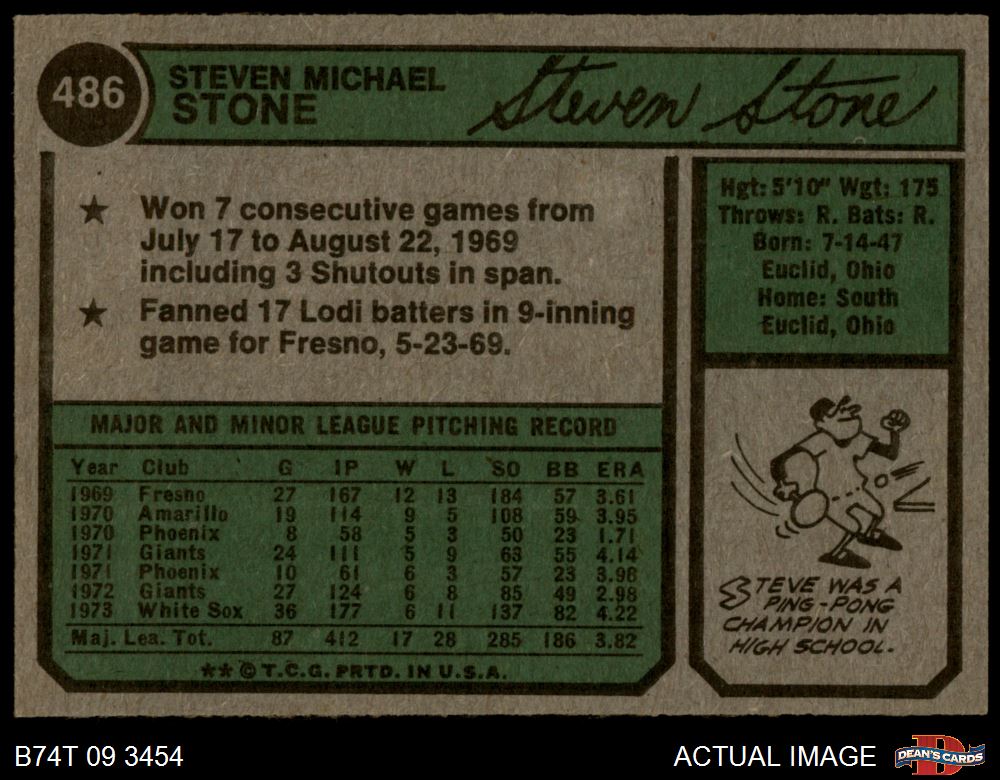 486
STEVEN MICHAEL
STONE
Steven Stone
★ Won 7 consecutive games from
July 17 to August 22, 1969
including 3 Shutouts in span.
★ Fanned 17 Lodi batters in 9-inning
game for Fresno, 5-23-69.
MAJOR AND MINOR LEAGUE PITCHING RECORD
Year Club G IP W L SO BB ERA
1969 Fresno 27 167 12 13 184 57 3.61
1970 Amarillo 19 114 9 5 108 59 3.95
1970 Phoenix 8 58 5 3 50 23 1.71
1971 Giants 24 111 5 9 63 55 4.14
1971 Phoenix 10 61 6 3 57 23 3.98
1972 Giants 27 124 6 8 85 49 2.98
1973 White Sox 36 177 6 11 137 82 4.22
Maj. Lea. Tot. 87 412 17 28 285 186 3.82
★★©T.C.G. PRTD. IN U.S.A.
Hgt: 5'10" Wgt: 175
Throws: R. Bats: R.
Born: 7-14-47
Euclid, Ohio
Home: South
Euclid, Ohio
STEVE WAS A
PING-PONG
CHAMPION IN
HIGH SCHOOL.
B74T 09 3454
ACTUAL IMAGE
D
DEAN'S CARDS